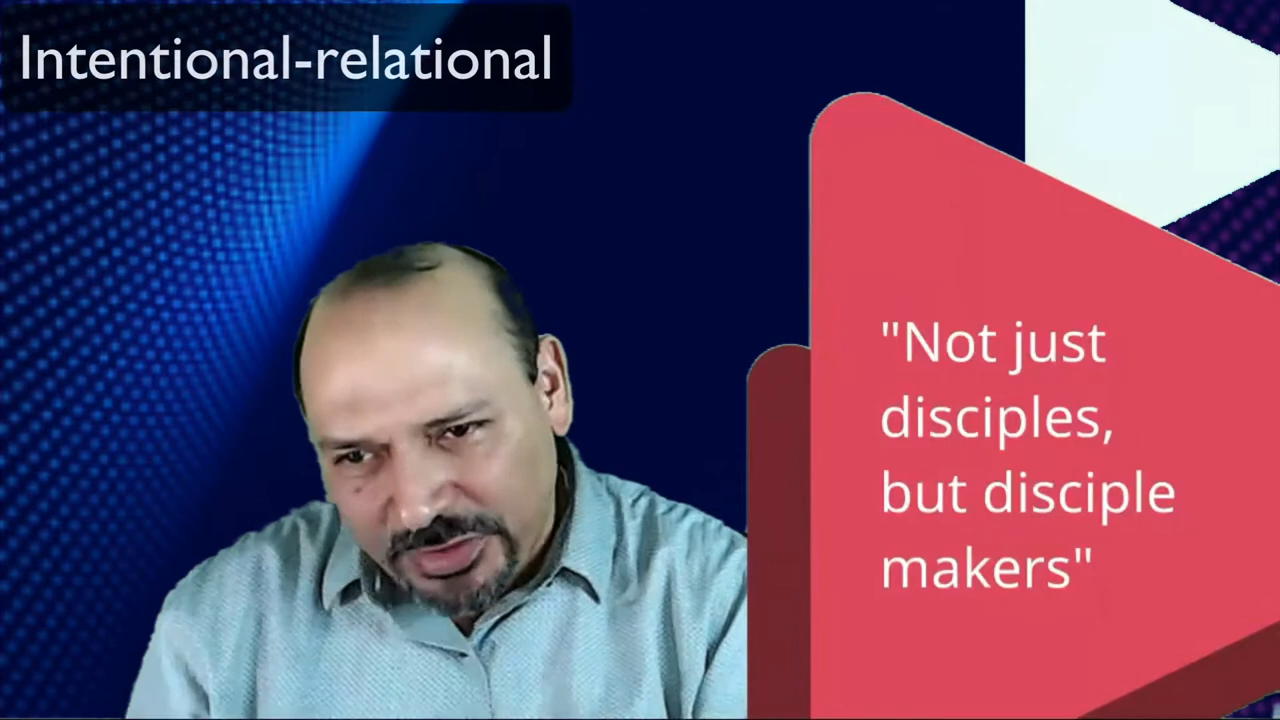 Intentional-relational
"Not just
disciples,
but disciple
makers"